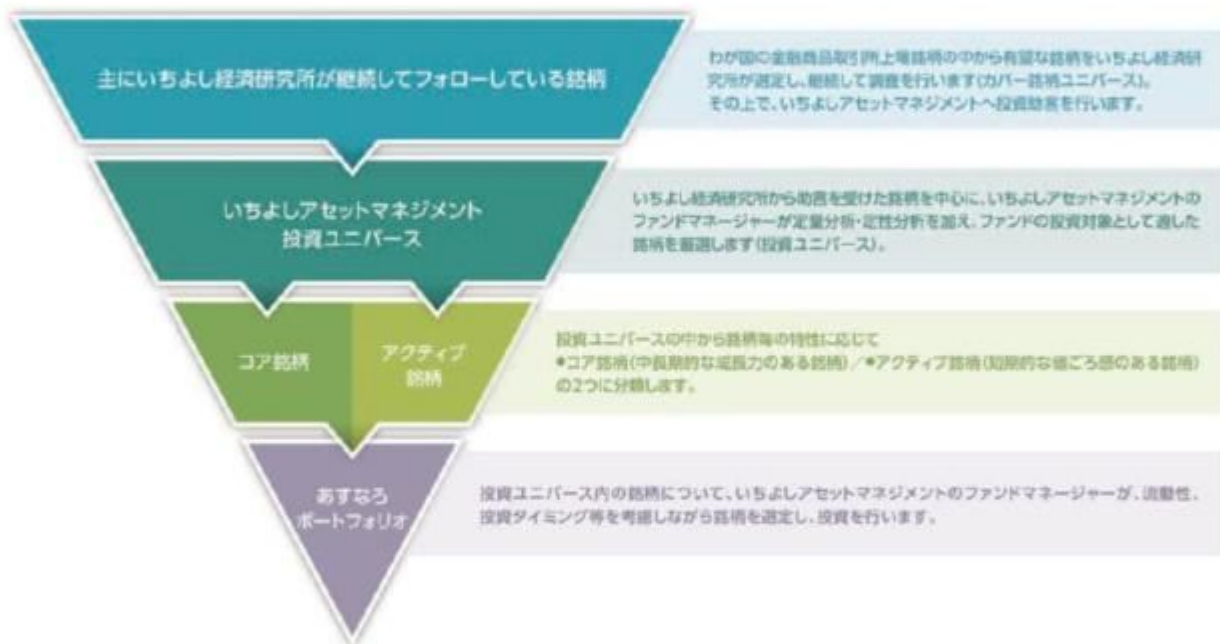 主にいちよし経済研究所が継続してフォローしている銘柄
わが国の金融商品取引所上場銘柄の中から有望な銘柄をいちよし経済研
究所が選定し、継続して調査を行います(カバー銘柄ユニバース)。
その上で、いちよしアセットマネジメントへ投資助言を行います。
いちよしアセットマネジメント
投資ユニバース
いちよし経済研究所から助言を受けた銘柄を中心に、いちよしアセットマネジメントの
ファンドマネージャーが定量分析・定性分析を加え、ファンドの投資対象として適した
銘柄を厳選します(投資ユニバース)。
コア銘柄
アクティブ
銘柄
投資ユニバースの中から銘柄毎の特性に応じて
●コア銘柄(中長期的な成長力のある銘柄)／●アクティブ銘柄(短期的な値ごろ感のある銘柄)
の2つに分類します。
あすなろ
ポートフォリオ
投資ユニバース内の銘柄について、いちよしアセットマネジメントのファンドマネージャーが、流動性、
投資タイミング等を考慮しながら銘柄を選定し、投資を行います。